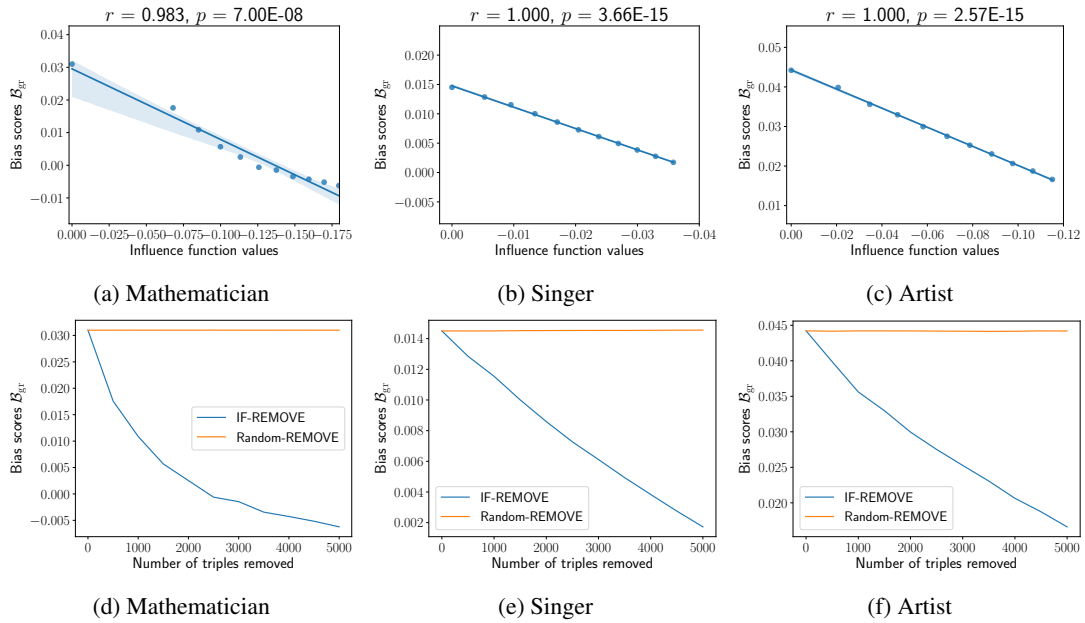 r = 0.983, p = 7.00E-08
r = 1.000, p = 3.66E-15
r = 1.000, p = 2.57E-15
Bias scores B_gr
0.04
0.03
0.02
0.01
0.00
−0.01
0.000 −0.025 −0.050 −0.075 −0.100 −0.125 −0.150 −0.175
Influence function values
Bias scores B_gr
0.020
0.015
0.010
0.005
0.000
−0.005
0.00 −0.01 −0.02 −0.03 −0.04
Influence function values
Bias scores B_gr
0.05
0.04
0.03
0.02
0.01
0.00 −0.02 −0.04 −0.06 −0.08 −0.10 −0.12
Influence function values
(a) Mathematician
(b) Singer
(c) Artist
Bias scores B_gr
0.030
0.025
0.020
0.015
0.010
0.005
0.000
−0.005
IF-REMOVE
Random-REMOVE
0 1000 2000 3000 4000 5000
Number of triples removed
Bias scores B_gr
0.014
0.012
0.010
0.008
0.006
0.004
0.002
IF-REMOVE
Random-REMOVE
0 1000 2000 3000 4000 5000
Number of triples removed
Bias scores B_gr
0.045
0.040
0.035
0.030
0.025
0.020
IF-REMOVE
Random-REMOVE
0 1000 2000 3000 4000 5000
Number of triples removed
(d) Mathematician
(e) Singer
(f) Artist